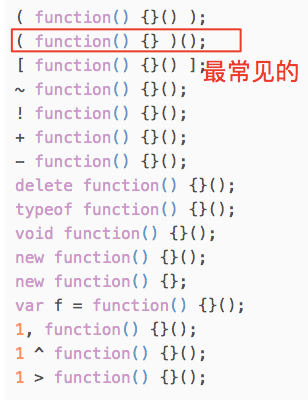 ( function() {}() );
( function() {} )();
[ function() {}() ];最常见的
~ function() {}();
! function() {}();
+ function() {}();
- function() {}();
delete function() {}();
typeof function() {}();
void function() {}();
new function() {}();
new function() {};
var f = function() {}();
1, function() {}();
1 ^ function() {}();
1 > function() {}();